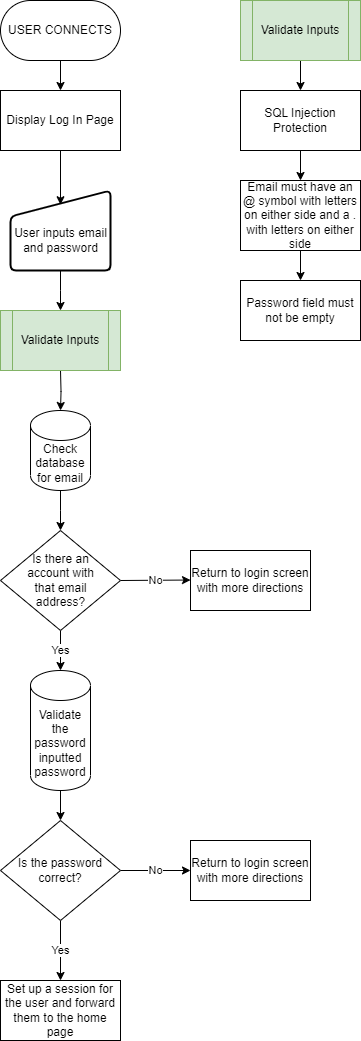 USER CONNECTS
Display Log In Page
User inputs email
and password
Validate Inputs
Check
database
for email
Is there an
account with
that email
address?
No
Return to login screen
with more directions
Yes
Validate
the
password
inputted
password
Is the password
correct?
No
Return to login screen
with more directions
Yes
Set up a session for
the user and forward
them to the home
page
Validate Inputs
SQL Injection
Protection
Email must have an
@ symbol with letters
on either side and a .
with letters on either
side
Password field must
not be empty